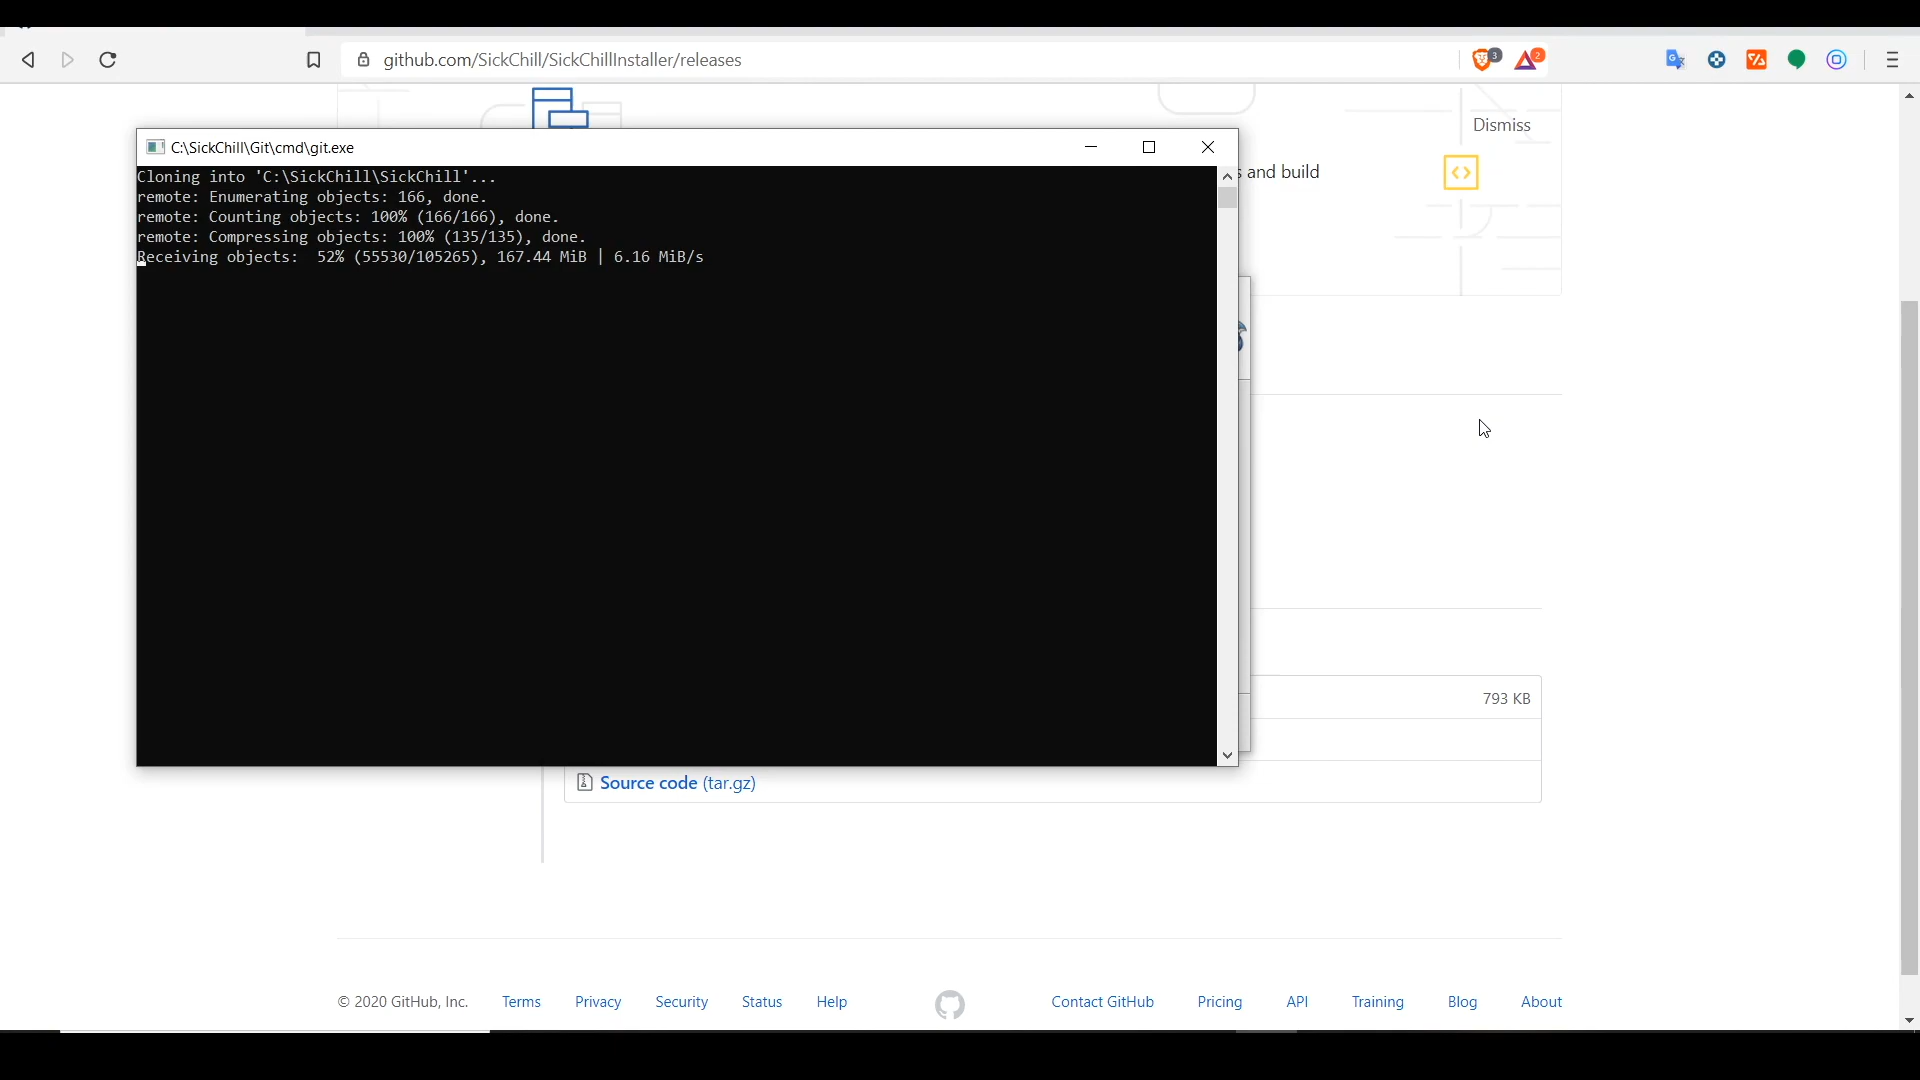 github.com/SickChill/SickChillInstaller/releases
3
2
Dismiss
C:\SickChill\Git\cmd\git.exe
Cloning into 'C:\SickChill\SickChill'...
remote: Enumerating objects: 166, done.
remote: Counting objects: 100% (166/166), done.
remote: Compressing objects: 100% (135/135), done.
Receiving objects:  52% (55530/105265), 167.44 MiB | 6.16 MiB/s
and build
793 KB
Source code (tar.gz)
© 2020 GitHub, Inc. Terms Privacy Security Status Help Contact GitHub Pricing API Training Blog About